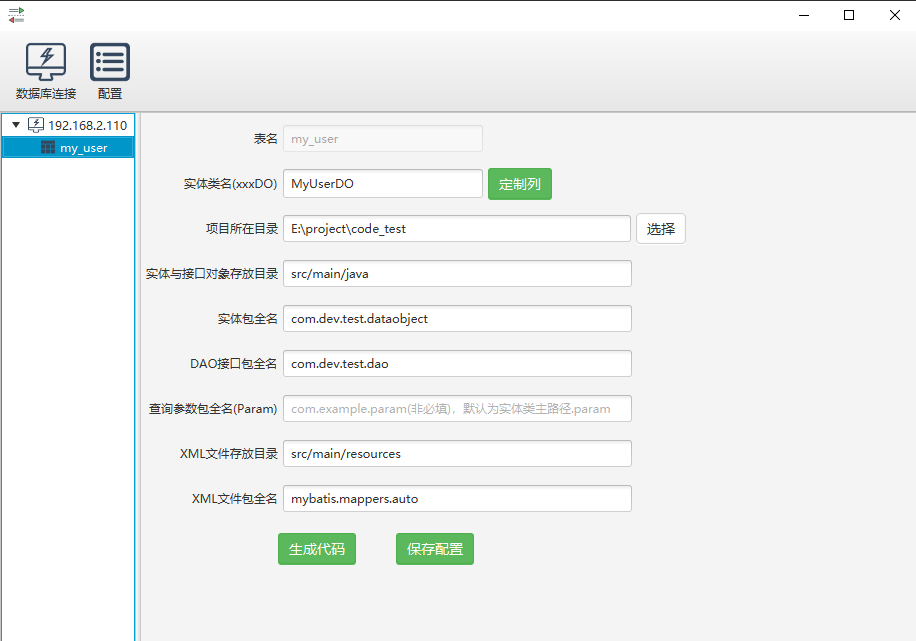 数据库连接 配置
192.168.2.110
my_user
表名 my_user
实体类名(xxxDO) MyUserDO 定制列
项目所在目录 E:\project\code_test 选择
实体与接口对象存放目录 src/main/java
实体包全名 com.dev.test.dataobject
DAO接口包全名 com.dev.test.dao
查询参数包全名(Param) com.example.param(非必填)，默认为实体类主路径.param
XML文件存放目录 src/main/resources
XML文件包全名 mybatis.mappers.auto
生成代码 保存配置